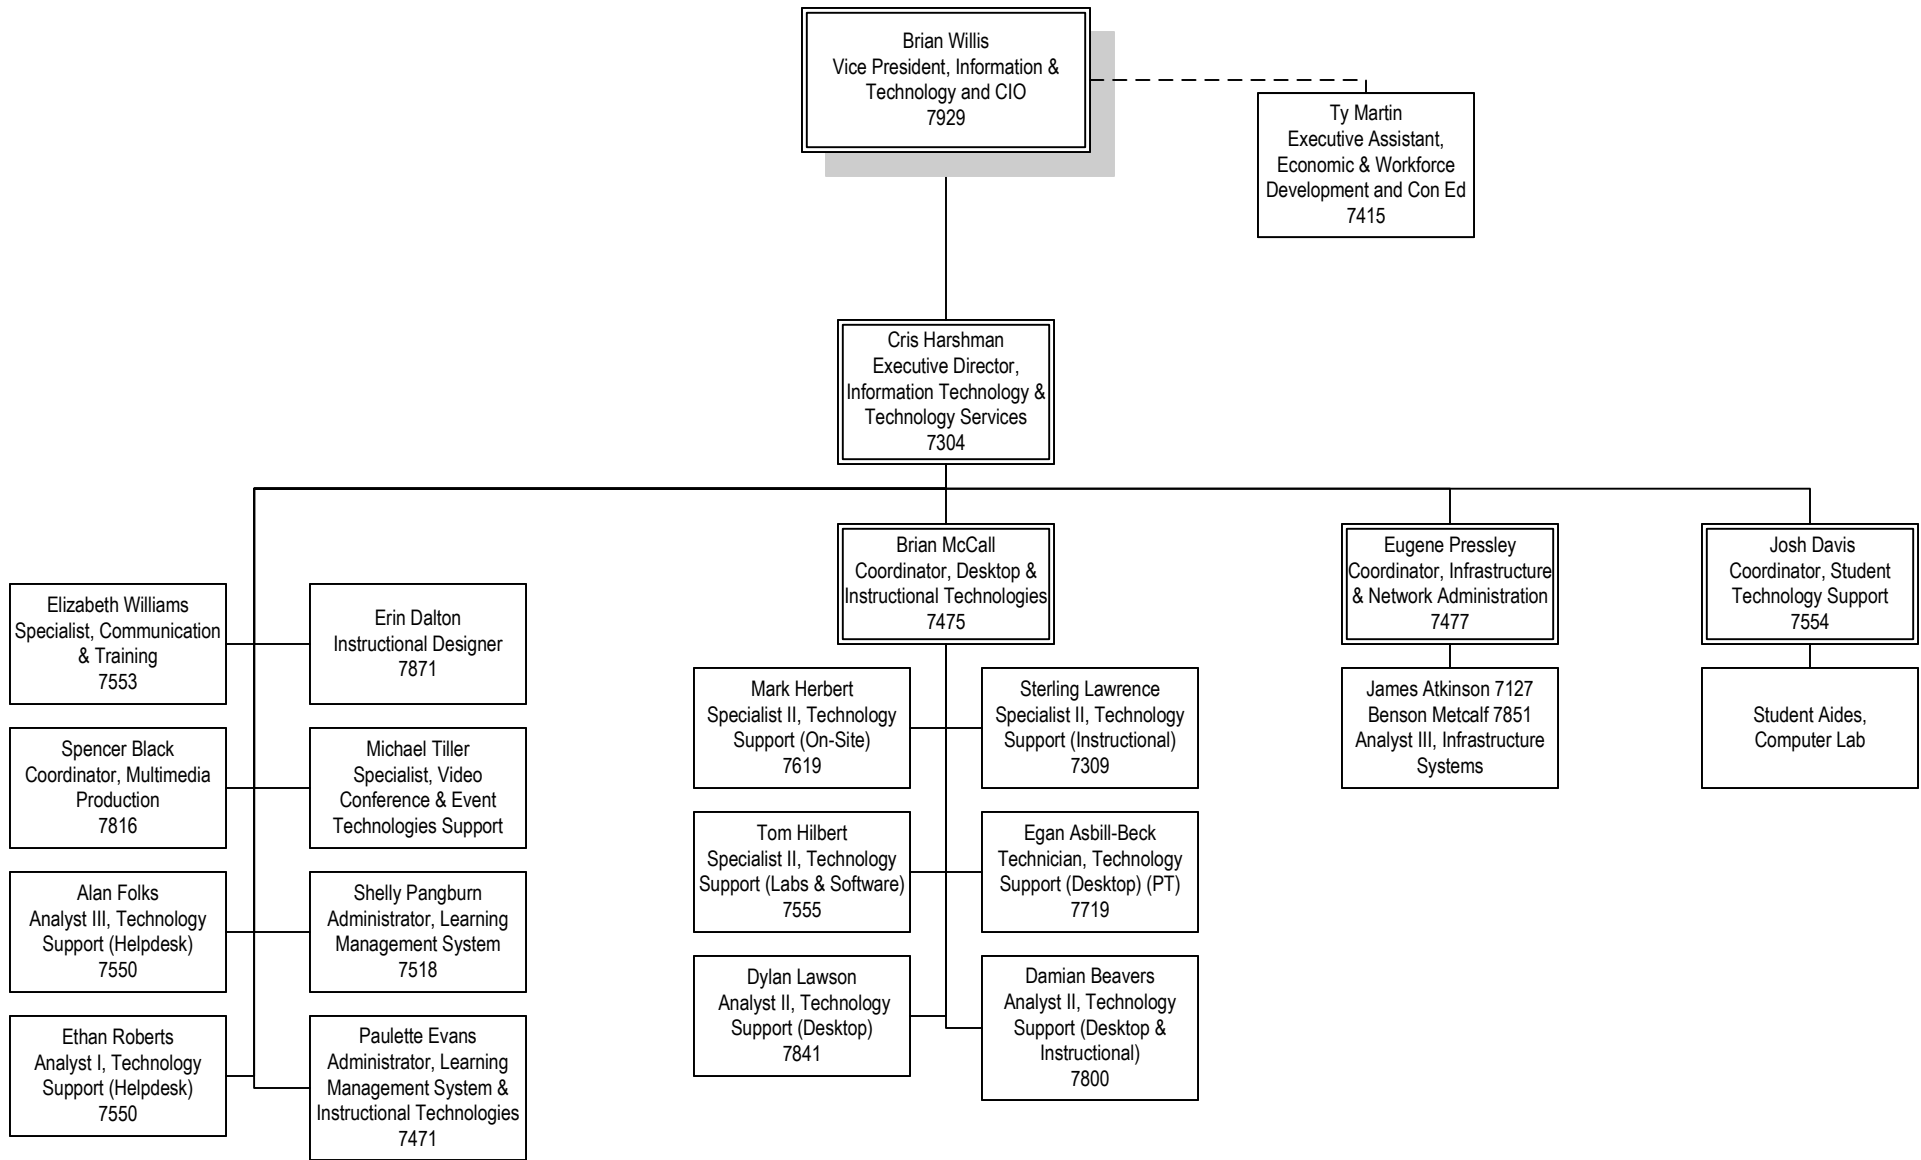 Brian Willis
Vice President, Information &
Technology and CIO
7929
Ty Martin
Executive Assistant,
Economic & Workforce
Development and Con Ed
7415
Cris Harshman
Executive Director,
Information Technology &
Technology Services
7304
Elizabeth Williams
Specialist, Communication
& Training
7553
Erin Dalton
Instructional Designer
7871
Spencer Black
Coordinator, Multimedia
Production
7816
Michael Tiller
Specialist, Video
Conference & Event
Technologies Support
Alan Folks
Analyst III, Technology
Support (Helpdesk)
7550
Shelly Pangburn
Administrator, Learning
Management System
7518
Ethan Roberts
Analyst I, Technology
Support (Helpdesk)
7550
Paulette Evans
Administrator, Learning
Management System &
Instructional Technologies
7471
Brian McCall
Coordinator, Desktop &
Instructional Technologies
7475
Mark Herbert
Specialist II, Technology
Support (On-Site)
7619
Sterling Lawrence
Specialist II, Technology
Support (Instructional)
7309
Tom Hilbert
Specialist II, Technology
Support (Labs & Software)
7555
Egan Asbill-Beck
Technician, Technology
Support (Desktop) (PT)
7719
Dylan Lawson
Analyst II, Technology
Support (Desktop)
7841
Damian Beavers
Analyst II, Technology
Support (Desktop &
Instructional)
7800
Eugene Pressley
Coordinator, Infrastructure
& Network Administration
7477
James Atkinson 7127
Benson Metcalf 7851
Analyst III, Infrastructure
Systems
Josh Davis
Coordinator, Student
Technology Support
7554
Student Aides,
Computer Lab